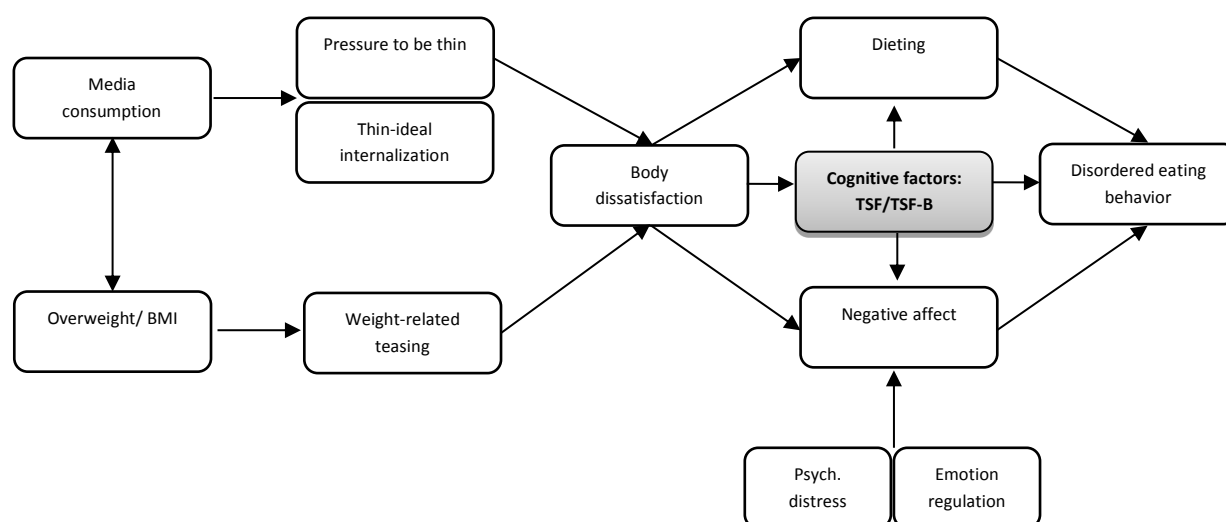 Pressure to be thin
Dieting
Media
consumption
Thin-ideal
internalization
Body
dissatisfaction
Cognitive factors:
TSF/TSF-B
Disordered eating
behavior
Overweight/ BMI
Weight-related
teasing
Negative affect
Psych.
distress
Emotion
regulation